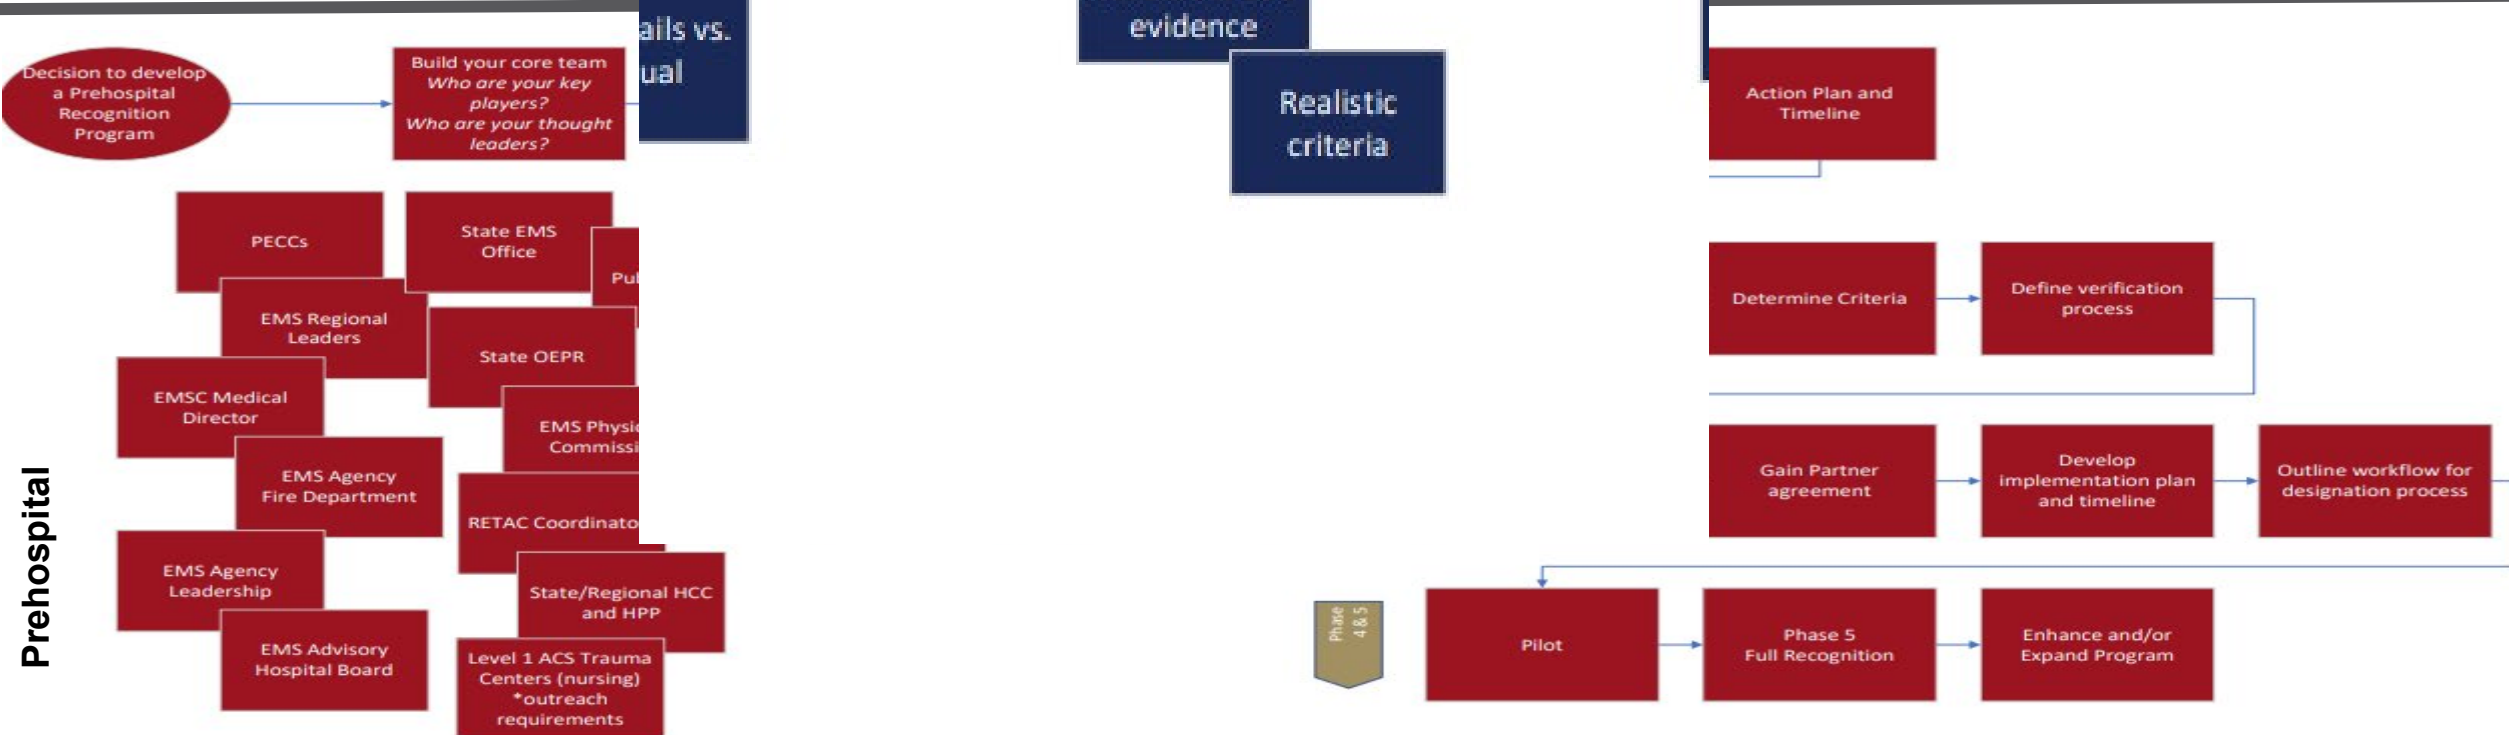 Decision to develop
a Prehospital
Recognition
Program
Build your core team
Who are your key
players?
Who are your thought
leaders?
vs.
evidence
Realistic
criteria
Action Plan and
Timeline
PECCs
State EMS
Office
EMS Regional
Leaders
State OEPR
EMSC Medical
Director
EMS
EMS Agency
Fire Department
RETAC
EMS Agency
Leadership
State/Regional HCC
and HPP
EMS Advisory
Hospital Board
Level 1 ACS Trauma
Centers (nursing)
*outreach
requirements
Prehospital
Determine Criteria
Define verification
process
Gain Partner
agreement
Develop
implementation plan
and timeline
Outline workflow for
designation process
Phase
4 & 5
Pilot
Phase 5
Full Recognition
Enhance and/or
Expand Program